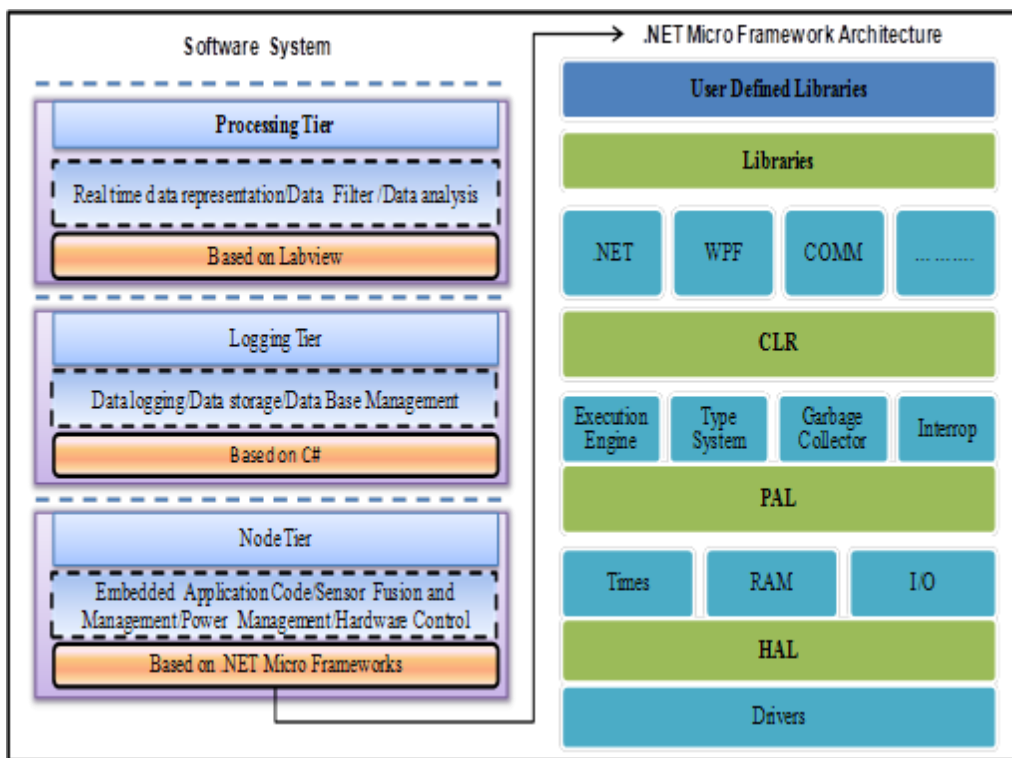 Software System
Processing Tier
Real time data representation/Data Filter /Data analysis
Based on Labview
Logging Tier
Data logging/Data storage/Data Base Management
Based on C#
Node Tier
Embedded Application Code/Sensor Fusion and
Management/Power Management/Hardware Control
Based on .NET Micro Frameworks
.NET Micro Framework Architecture
User Defined Libraries
Libraries
.NET
WPF
COMM
... ... ....
CLR
Execution
Engine
Type
System
Garbage
Collector
Interrop
PAL
Times
RAM
I/O
HAL
Drivers